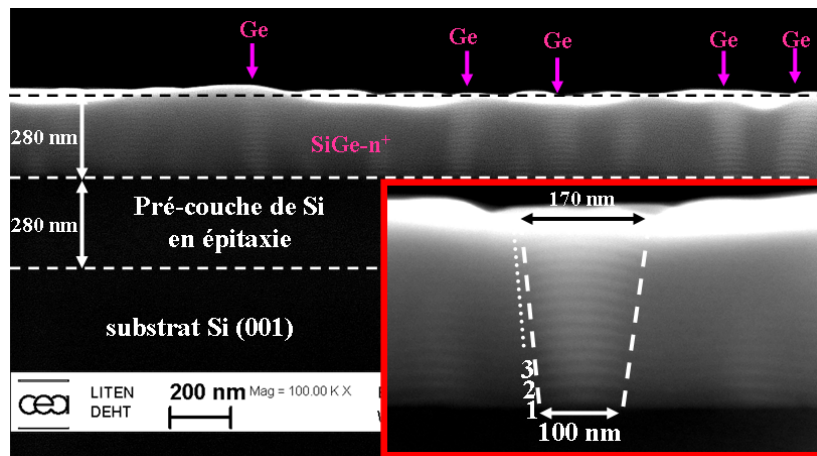 Ge
Ge
Ge
Ge
Ge
280 nm
SiGe-n⁺
280 nm
Pré-couche de Si
en épitaxie
substrat Si (001)
cea
LITEN
DEHT
200 nm
Mag = 100.00 K X
170 nm
3
2
1
100 nm